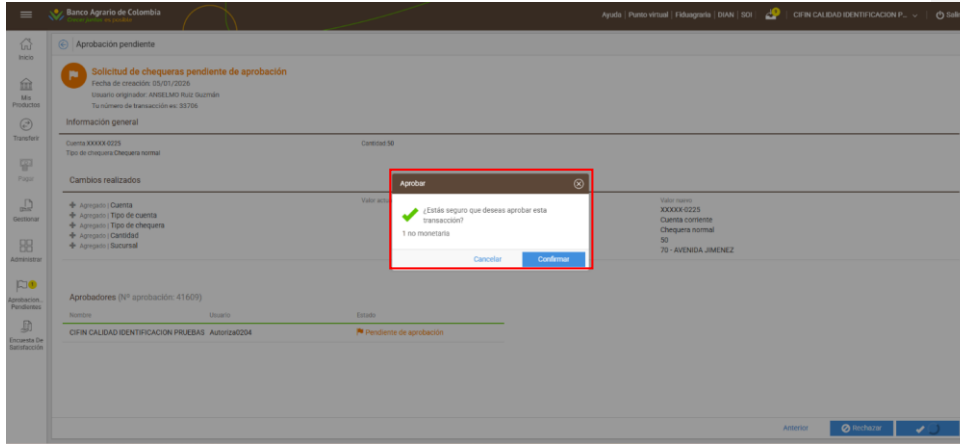 Banco Agrario de Colombia
Ayuda | Punto virtual | Fiduagraria | DIAN | SOI
CIFIN CALIDAD IDENTIFICACION P...
Salir
Inicio
Mis
Productos
Transferir
Pagar
Gestionar
Administrar
Aprobacion...
Pendientes
Encuesta De
Satisfacción
Aprobación pendiente
Solicitud de chequeras pendiente de aprobación
Fecha de creación: 05/01/2026
Usuario originador: ANSELMO Ruiz Guzmán
Tu número de transacción es: 33706
Información general
Cuenta XXXXX-0225
Cantidad 50
Tipo de chequera Chequera normal
Cambios realizados
Valor actual
Valor nuevo
Agregado | Cuenta
XXXXX-0225
Agregado | Tipo de cuenta
Cuenta corriente
Agregado | Tipo de chequera
Chequera normal
Agregado | Cantidad
50
Agregado | Sucursal
70 - AVENIDA JIMENEZ
Aprobar
¿Estás seguro que deseas aprobar esta
transacción?
1 no monetaria
Cancelar
Confirmar
Aprobadores (Nº aprobación: 41609)
Nombre Usuario Estado
CIFIN CALIDAD IDENTIFICACION PRUEBAS Autoriza0204 Pendiente de aprobación
Anterior
Rechazar